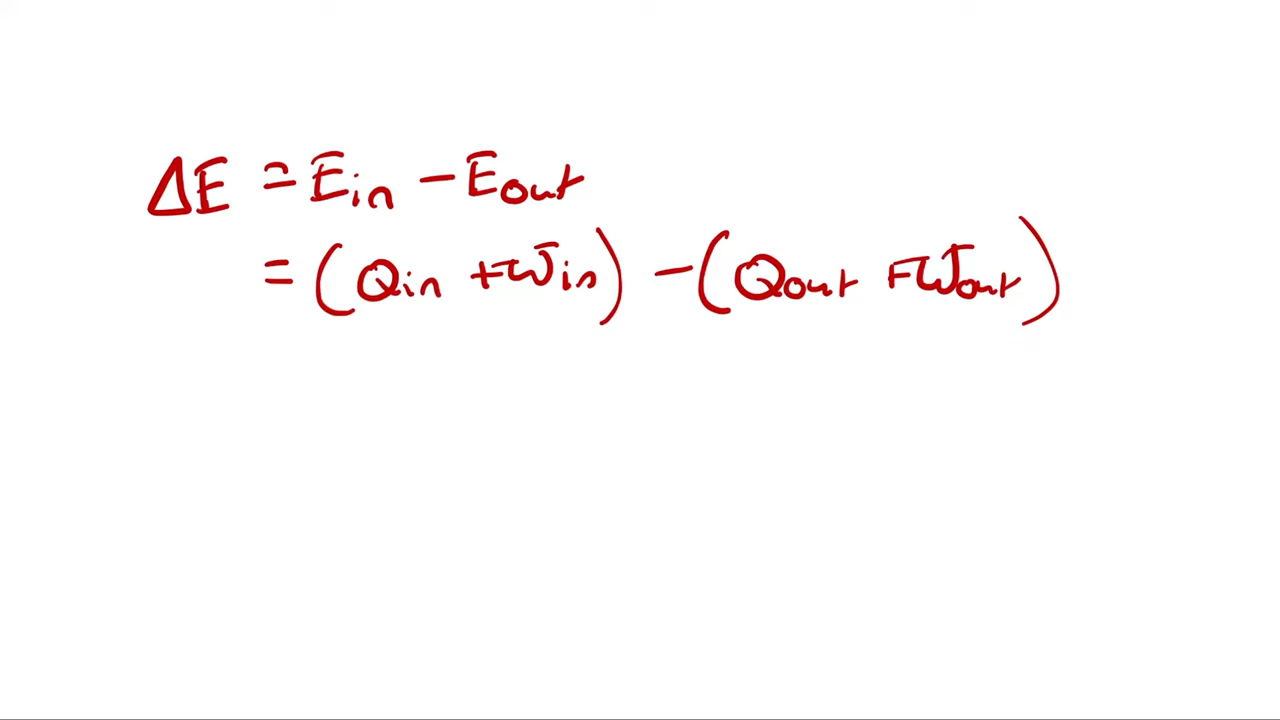 ΔE = Ein - Eout
= (Qin + Win) - (Qout + Wout)